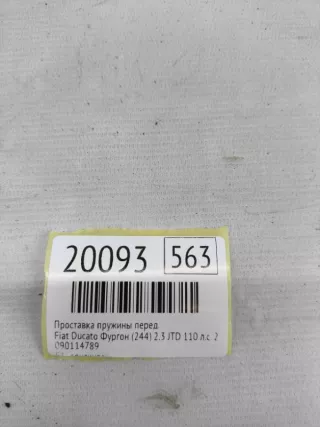 20093 563
Проставка пружины перед.
Fiat Ducato Фургон (244) 2.3 JTD 110 л.с. 2
090114789